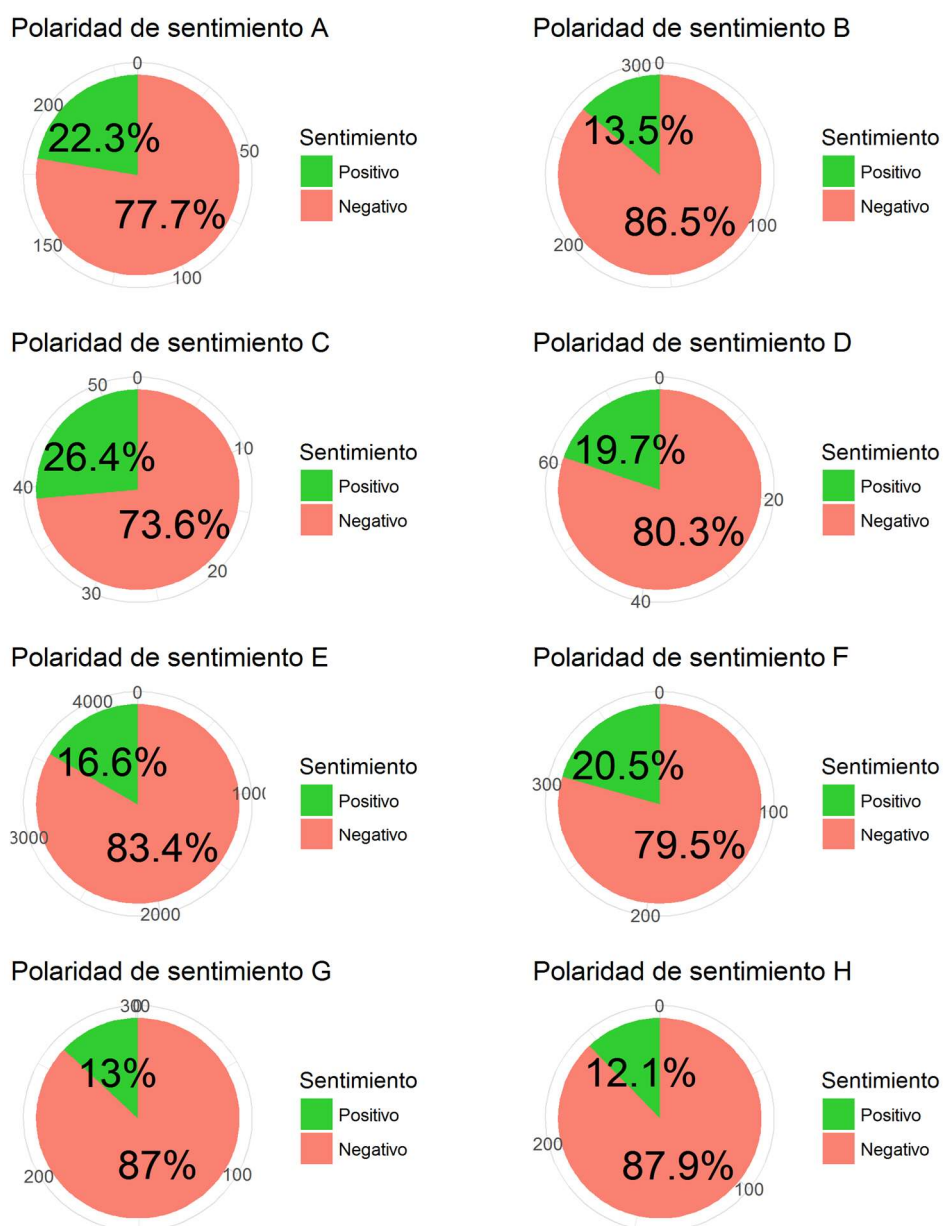 Polaridad de sentimiento A
0
50
100
150
200
22.3%
77.7%
Sentimiento
Positivo
Negativo
Polaridad de sentimiento B
0
100
200
300
13.5%
86.5%
Sentimiento
Positivo
Negativo
Polaridad de sentimiento C
0
10
20
30
40
50
26.4%
73.6%
Sentimiento
Positivo
Negativo
Polaridad de sentimiento D
0
20
40
60
19.7%
80.3%
Sentimiento
Positivo
Negativo
Polaridad de sentimiento E
0
1000
2000
3000
4000
16.6%
83.4%
Sentimiento
Positivo
Negativo
Polaridad de sentimiento F
0
100
200
300
20.5%
79.5%
Sentimiento
Positivo
Negativo
Polaridad de sentimiento G
0
100
200
300
13%
87%
Sentimiento
Positivo
Negativo
Polaridad de sentimiento H
0
100
200
12.1%
87.9%
Sentimiento
Positivo
Negativo